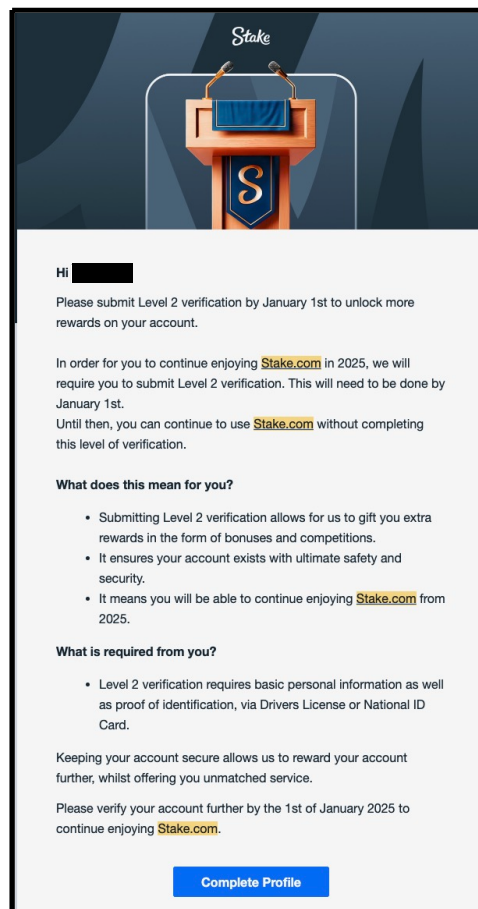 Stake
S
Hi
Please submit Level 2 verification by January 1st to unlock more
rewards on your account.
In order for you to continue enjoying Stake.com in 2025, we will
require you to submit Level 2 verification. This will need to be done by
January 1st.
Until then, you can continue to use Stake.com without completing
this level of verification.
What does this mean for you?
• Submitting Level 2 verification allows for us to gift you extra
rewards in the form of bonuses and competitions.
• It ensures your account exists with ultimate safety and
security.
• It means you will be able to continue enjoying Stake.com from
2025.
What is required from you?
• Level 2 verification requires basic personal information as well
as proof of identification, via Drivers License or National ID
Card.
Keeping your account secure allows us to reward your account
further, whilst offering you unmatched service.
Please verify your account further by the 1st of January 2025 to
continue enjoying Stake.com.
Complete Profile